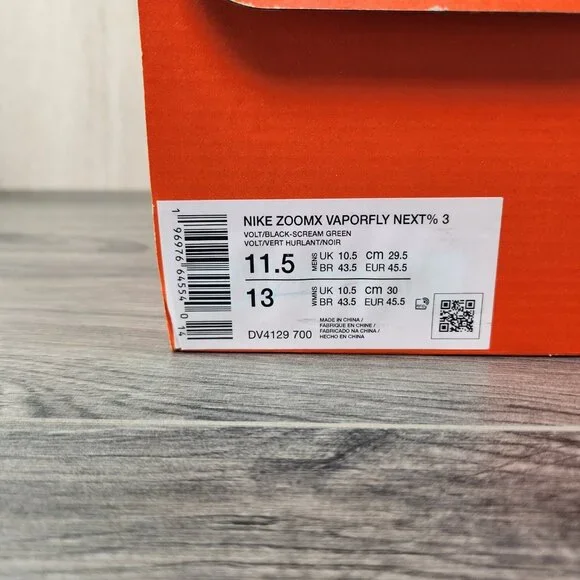 NIKE ZOOMX VAPORFLY NEXT% 3
VOLT/BLACK-SCREAM GREEN
VOLT/VERT HURLANT/NOIR
11.5 MENS UK 10.5 cm 29.5
BR 43.5 EUR 45.5
13 WMNS UK 10.5 cm 30
BR 43.5 EUR 45.5
DV4129 700
MADE IN CHINA /
FABRIQUE EN CHINE /
FABRICADO NA CHINA /
HECHO EN CHINA
1 96976 64554 0 14